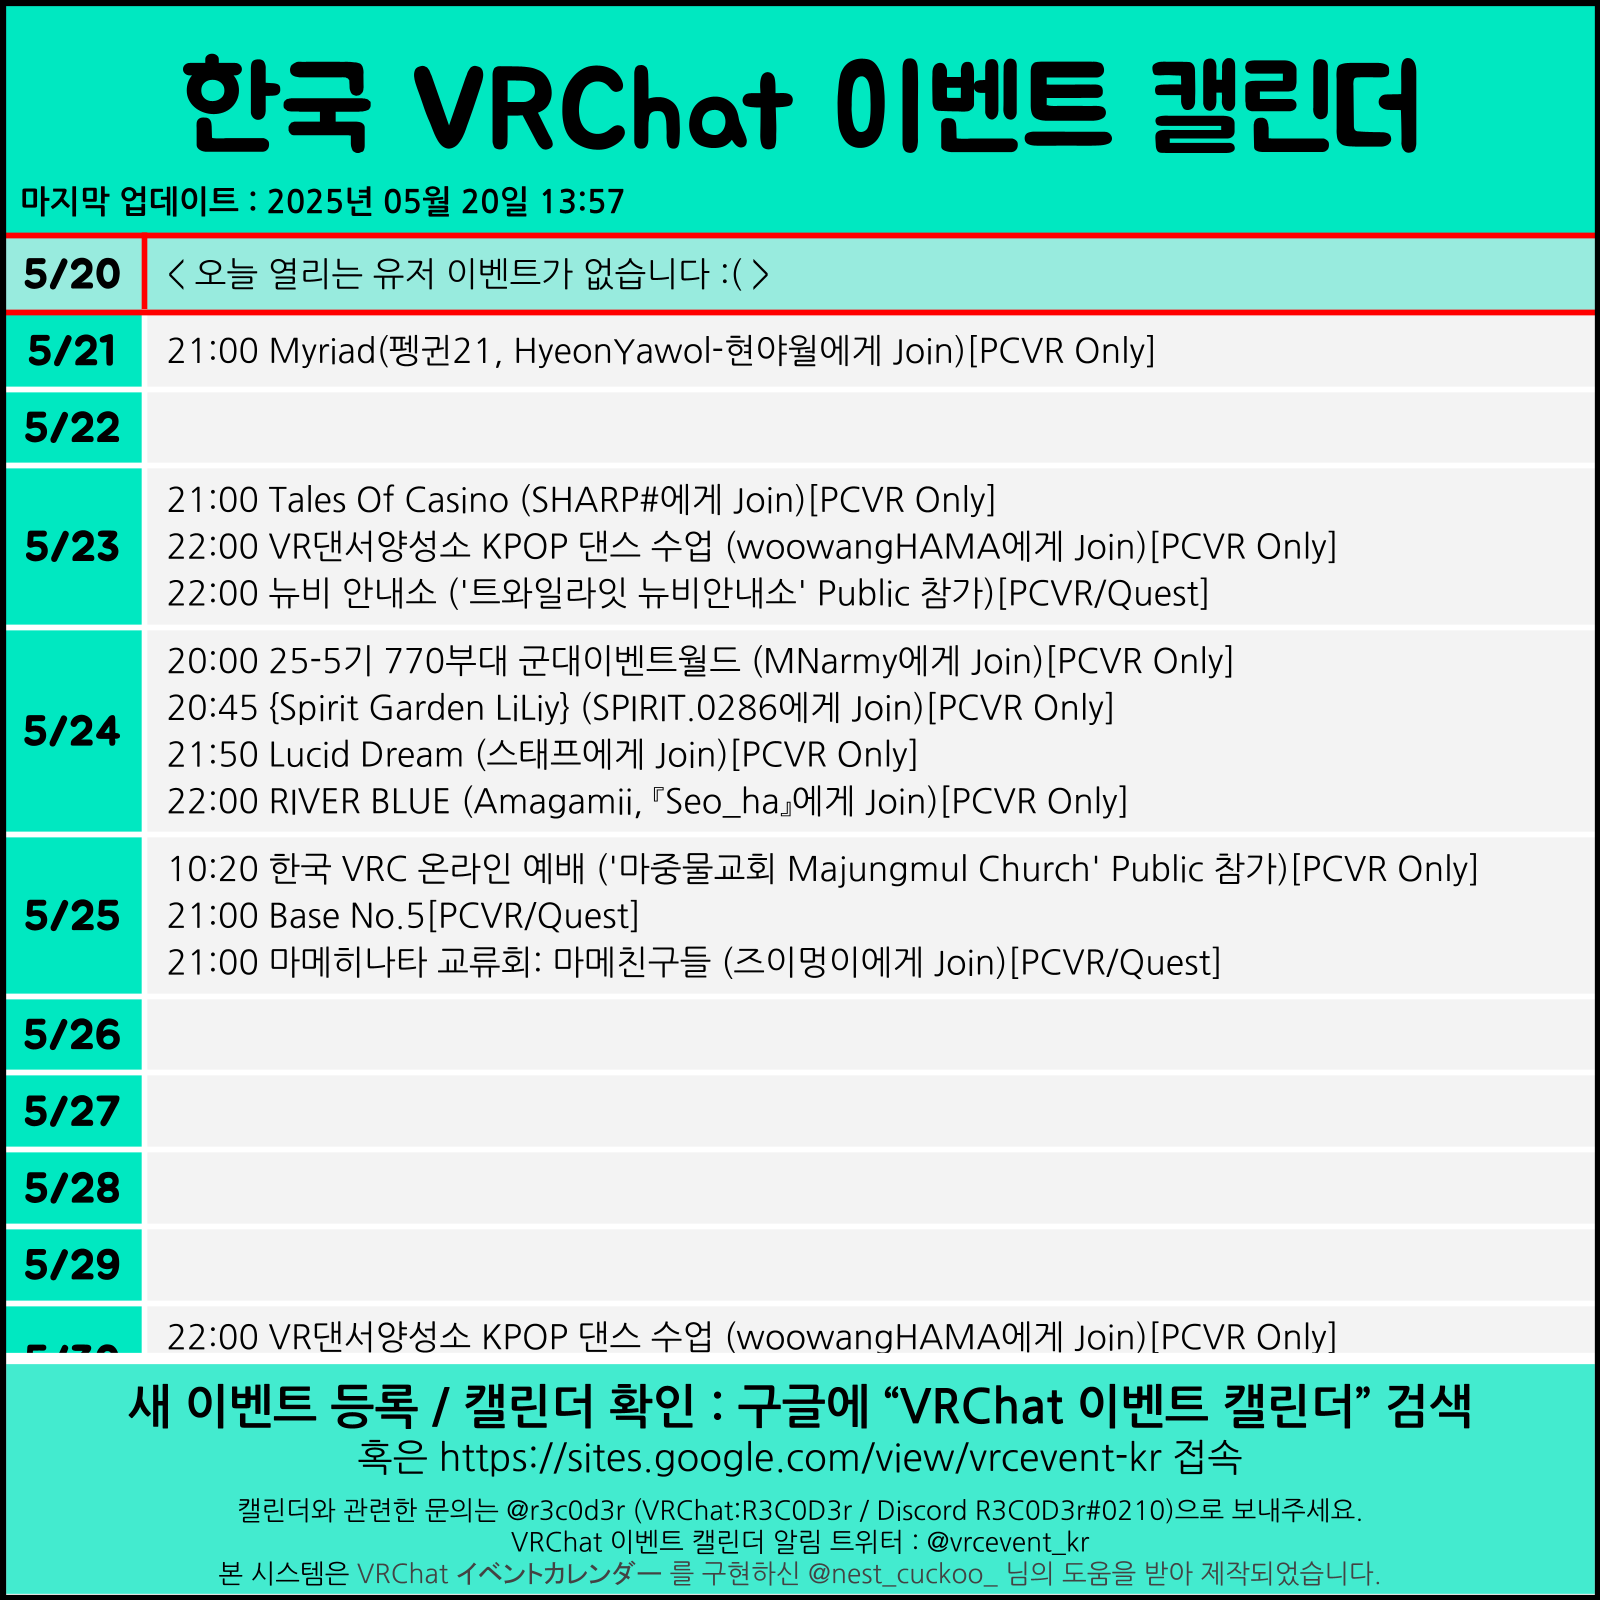 한국 VRChat 이벤트 캘린더
마지막 업데이트 : 2025년 05월 20일 13:57
5/20
< 오늘 열리는 유저 이벤트가 없습니다 :( >
5/21
21:00 Myriad(펭귄21, HyeonYawol-현야월에게 Join)[PCVR Only]
5/22
5/23
21:00 Tales Of Casino (SHARP#에게 Join)[PCVR Only]
22:00 VR댄서양성소 KPOP 댄스 수업 (woowangHAMA에게 Join)[PCVR Only]
22:00 뉴비 안내소 ('트와일라잇 뉴비안내소' Public 참가)[PCVR/Quest]
5/24
20:00 25-5기 770부대 군대이벤트월드 (MNarmy에게 Join)[PCVR Only]
20:45 {Spirit Garden LiLiy} (SPIRIT.0286에게 Join)[PCVR Only]
21:50 Lucid Dream (스태프에게 Join)[PCVR Only]
22:00 RIVER BLUE (Amagamii, 『Seo_ha』에게 Join)[PCVR Only]
5/25
10:20 한국 VRC 온라인 예배 ('마중물교회 Majungmul Church' Public 참가)[PCVR Only]
21:00 Base No.5[PCVR/Quest]
21:00 마메히나타 교류회: 마메친구들 (즈이멍이에게 Join)[PCVR/Quest]
5/26
5/27
5/28
5/29
5/30
22:00 VR댄서양성소 KPOP 댄스 수업 (woowangHAMA에게 Join)[PCVR Only]
새 이벤트 등록 / 캘린더 확인 : 구글에 “VRChat 이벤트 캘린더” 검색
혹은 https://sites.google.com/view/vrcevent-kr 접속
캘린더와 관련한 문의는 @r3c0d3r (VRChat:R3C0D3r / Discord R3C0D3r#0210)으로 보내주세요.
VRChat 이벤트 캘린더 알림 트위터 : @vrcevent_kr
본 시스템은 VRChat イベントカレンダー 를 구현하신 @nest_cuckoo_ 님의 도움을 받아 제작되었습니다.